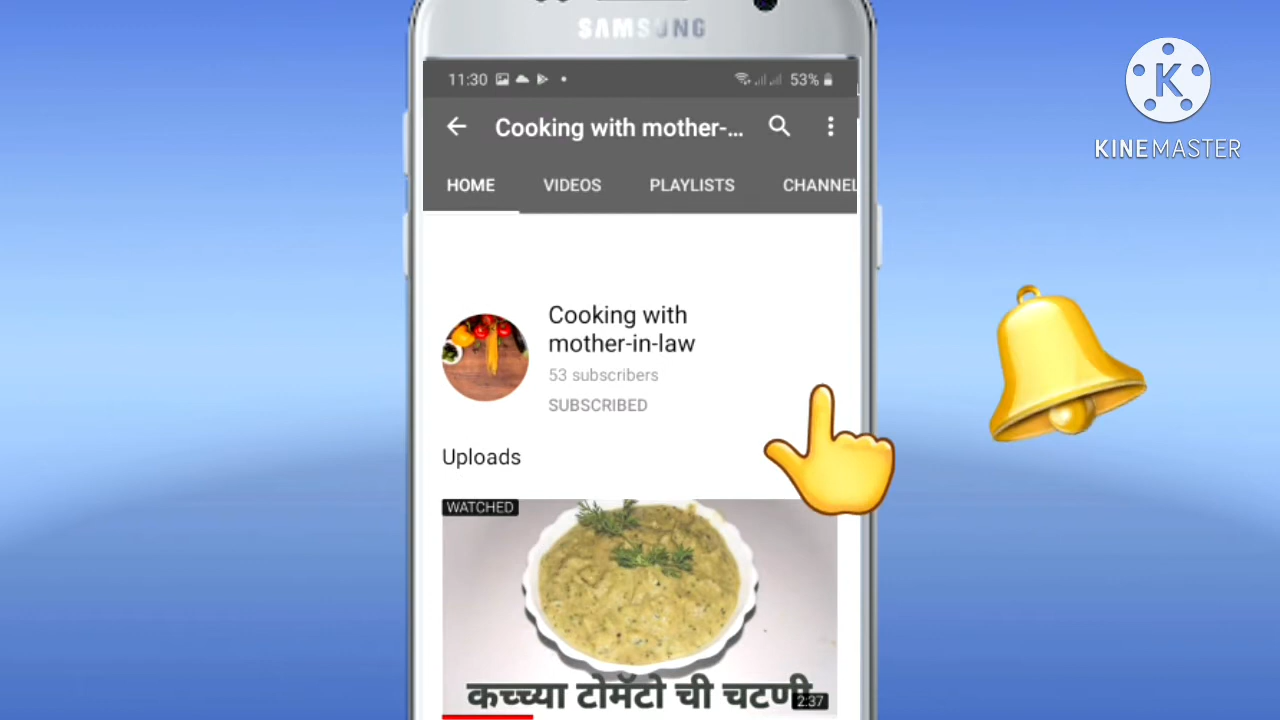 SAMSUNG
11:30
53%
Cooking with mother-...
HOME VIDEOS PLAYLISTS CHANNEL
KINEMASTER
Cooking with
mother-in-law
53 subscribers
SUBSCRIBED
Uploads
WATCHED
कच्च्या टोमॅटो ची चटणी
2:37